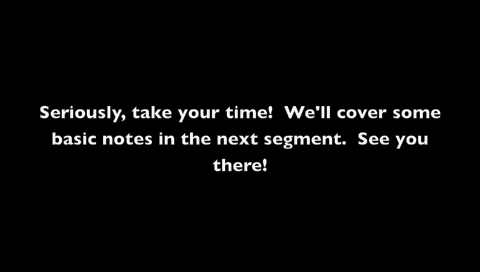 Seriously, take your time!  We'll cover some
basic notes in the next segment.  See you
there!